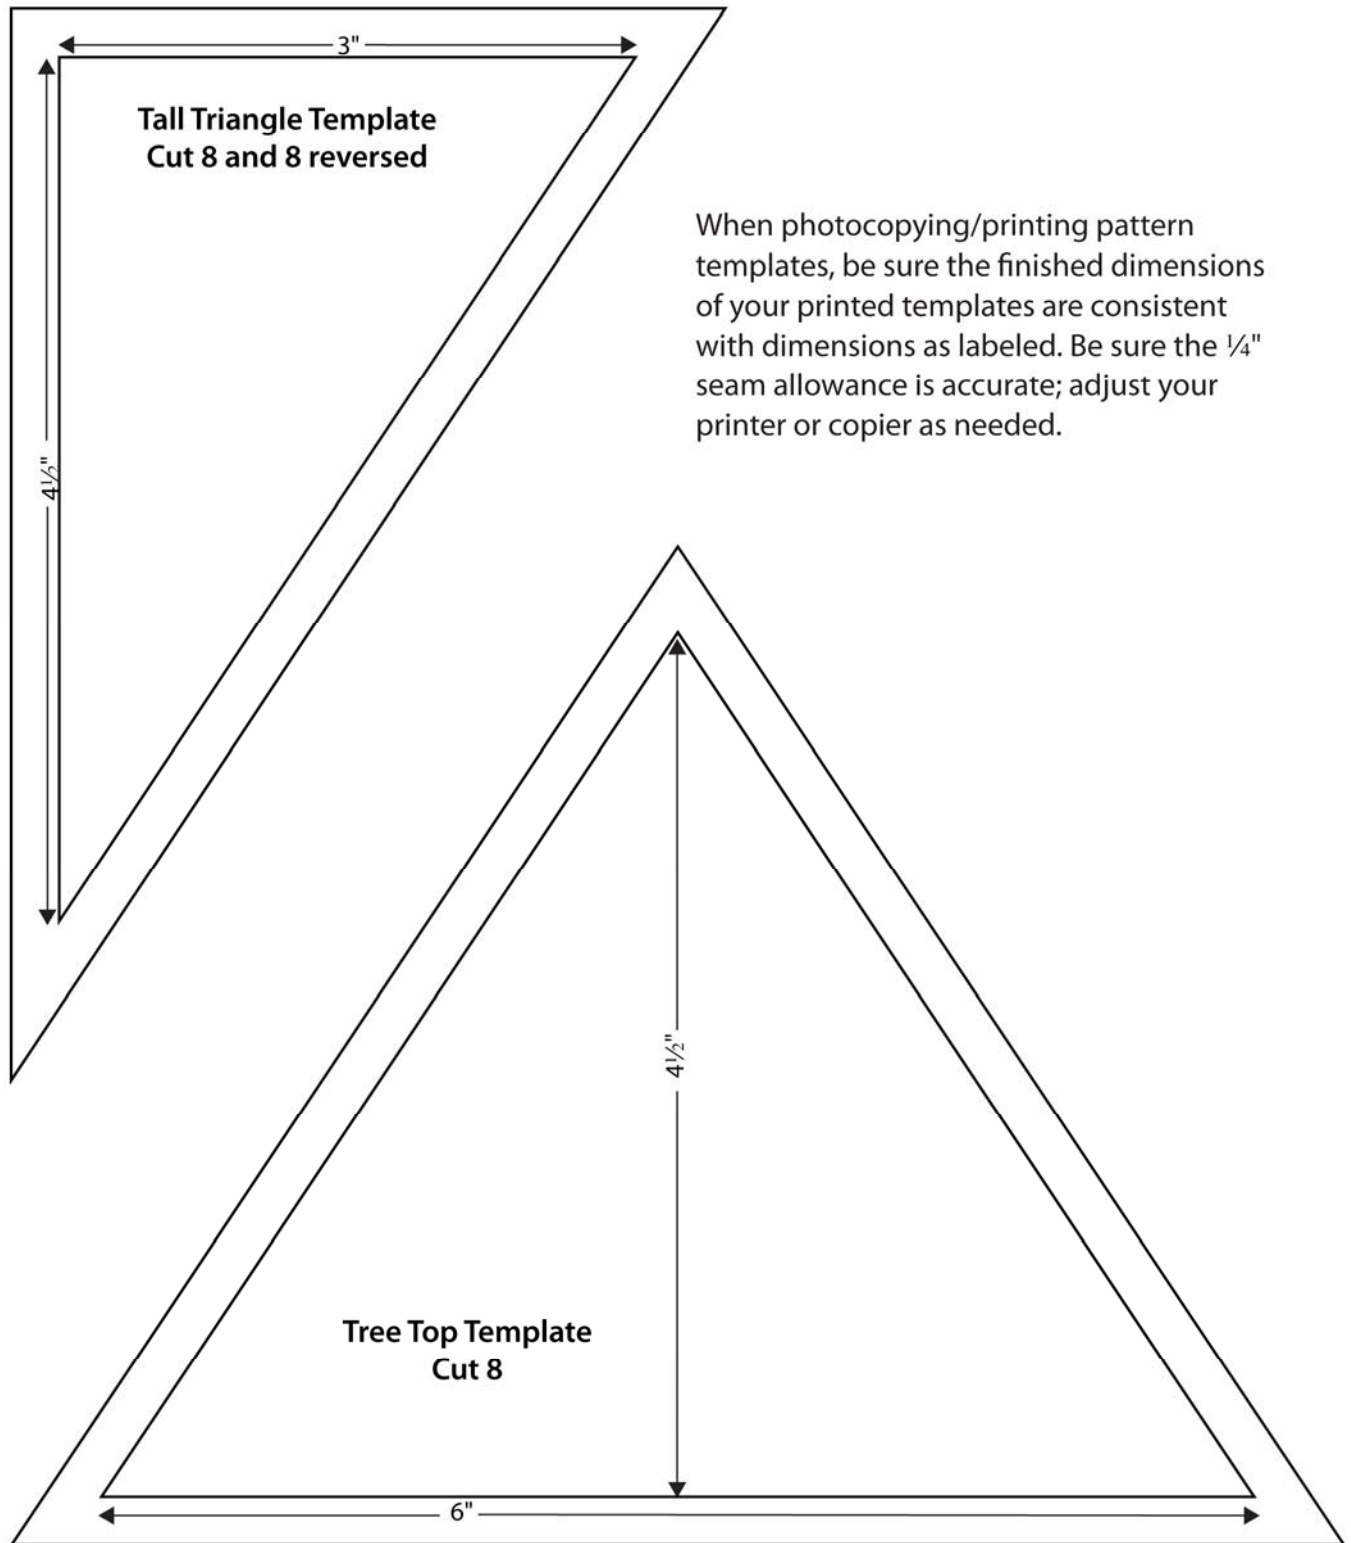 3"
Tall Triangle Template
Cut 8 and 8 reversed
When photocopying/printing pattern
templates, be sure the finished dimensions
of your printed templates are consistent
with dimensions as labeled. Be sure the ¼"
seam allowance is accurate; adjust your
printer or copier as needed.
4½"
4½"
Tree Top Template
Cut 8
6"